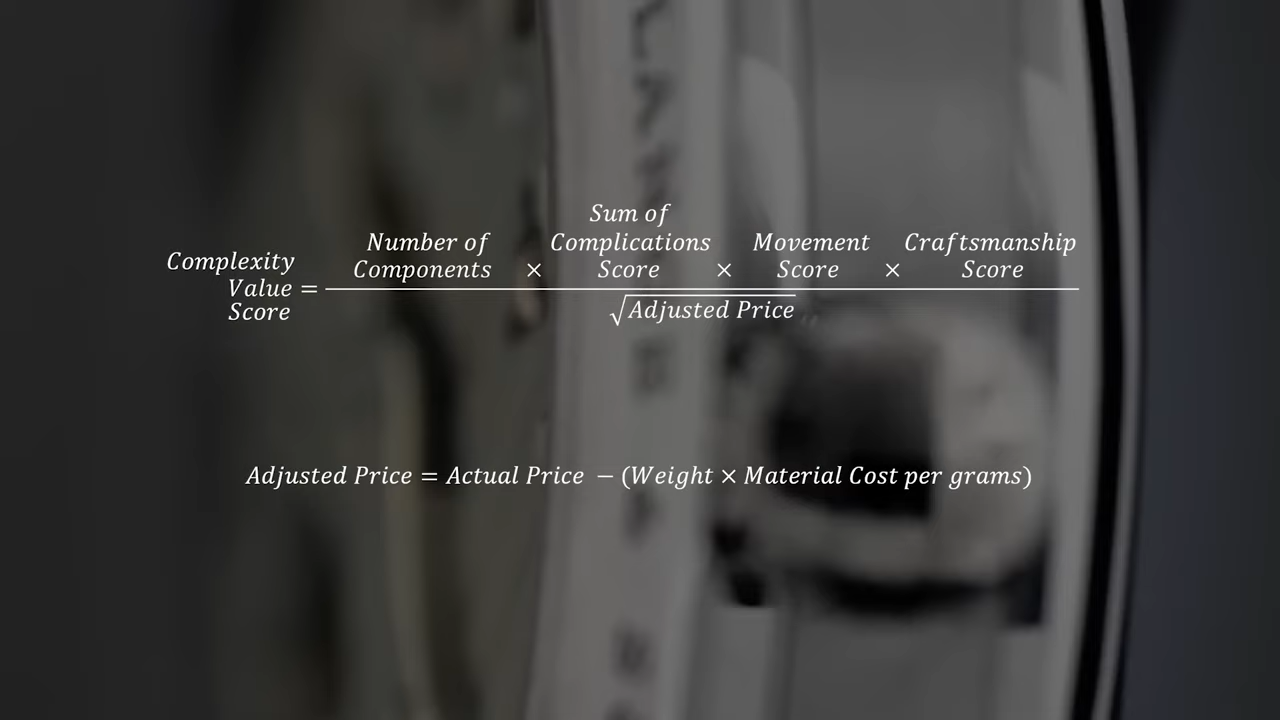 Complexity Value Score = Number of Components × Sum of Complications Score × Movement Score × Craftsmanship Score
√Adjusted Price
Adjusted Price = Actual Price − (Weight × Material Cost per grams)